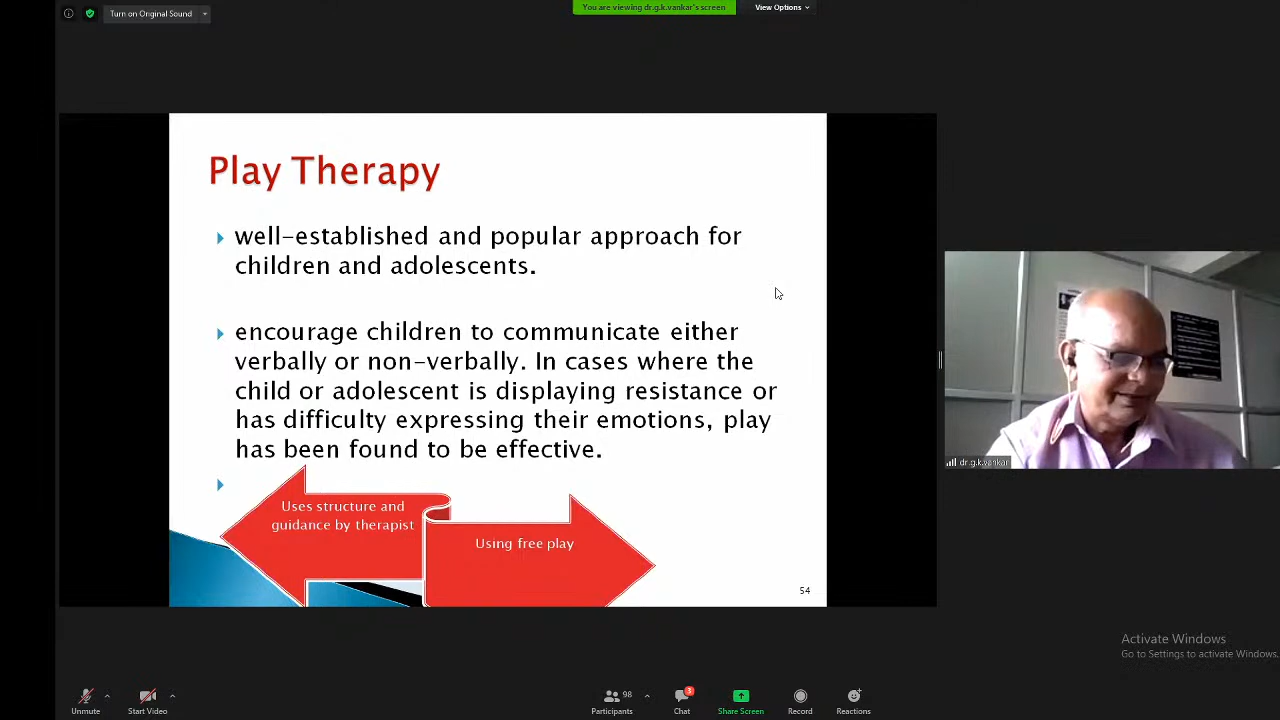 Turn on Original Sound
You are viewing dr.g.k.vankar's screen
View Options
Play Therapy
well-established and popular approach for
children and adolescents.
encourage children to communicate either
verbally or non-verbally. In cases where the
child or adolescent is displaying resistance or
has difficulty expressing their emotions, play
has been found to be effective.
Uses structure and
guidance by therapist
Using free play
54
dr.g.k.vankar
Activate Windows
Go to Settings to activate Windows.
Unmute
Start Video
98
Participants
3
Chat
Share Screen
Record
Reactions